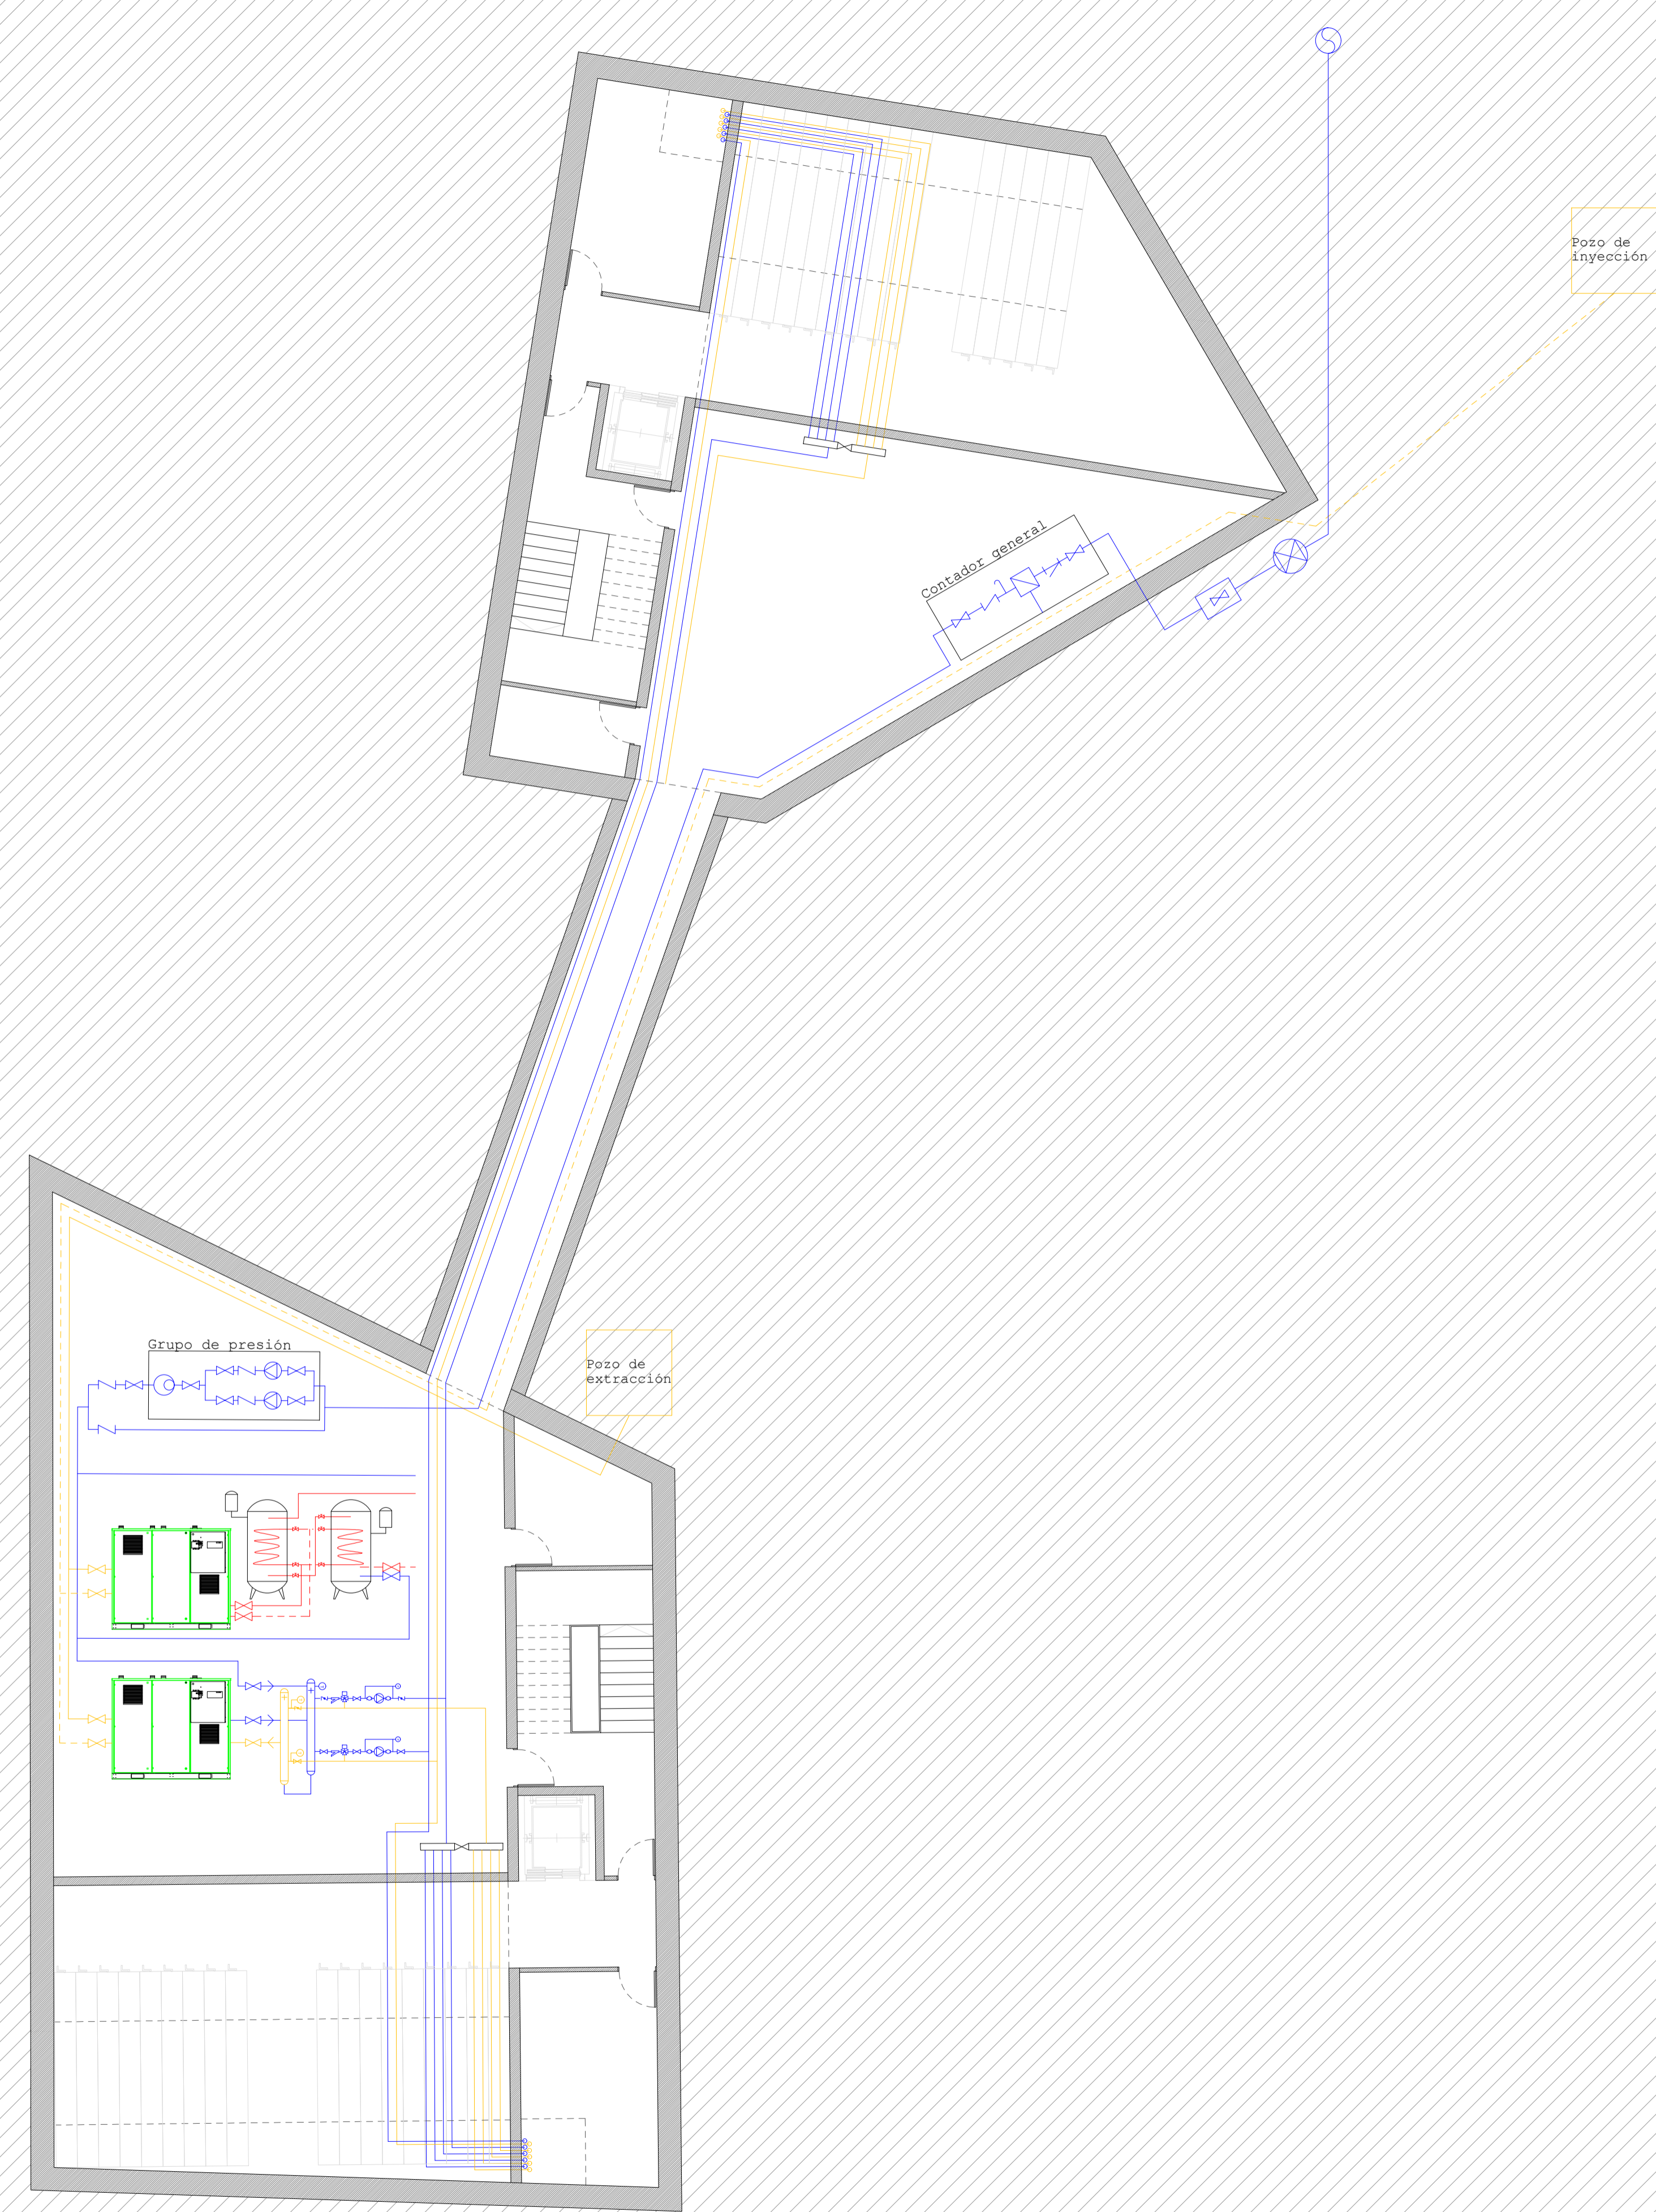 Pozo de
inyección
Contador general
Grupo de presión
Pozo de
extracción